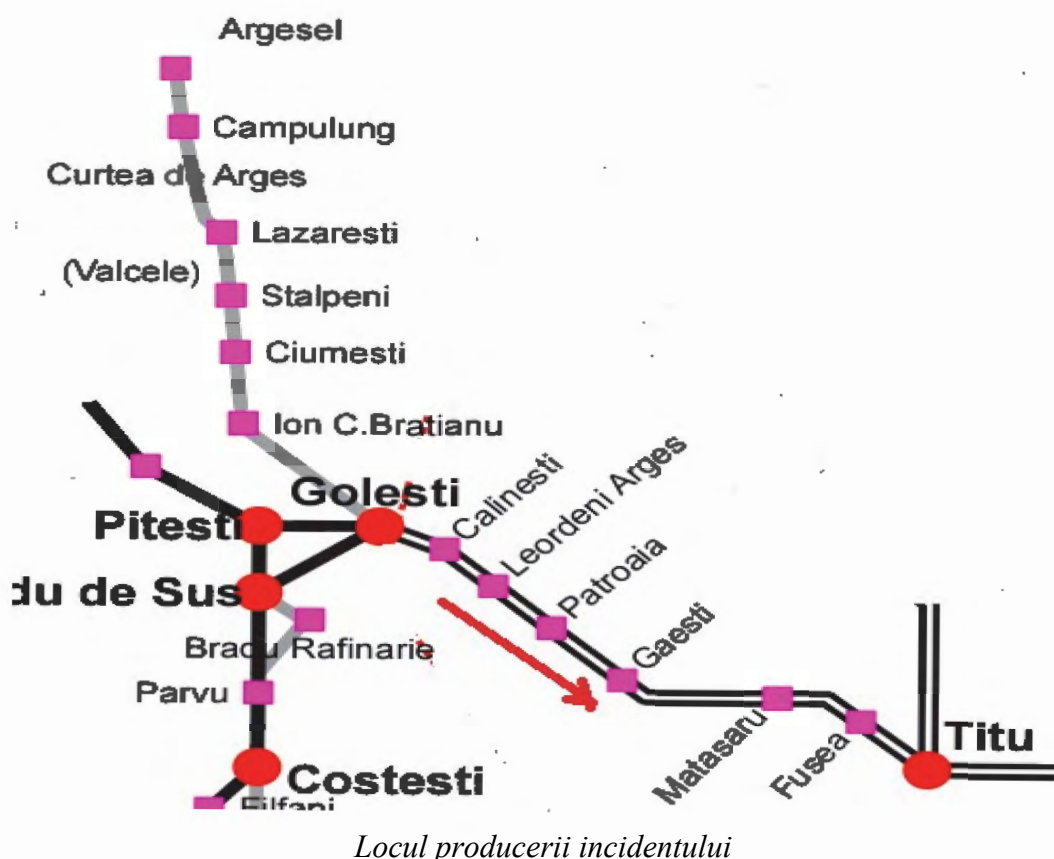 Argesel
Campulung
Curtea de Arges
Lazaresti
(Valcele)
Stalpeni
Ciumesti
Ion C.Bratianu
Golesti
Calinesti
Leordeni Arges
Pitesti
Patroaia
du de Sus
Gaesti
Bradu Rafinarie
Parvu
Matasaru
Fusea
Titu
Costesti
Filfani
Locul producerii incidentului